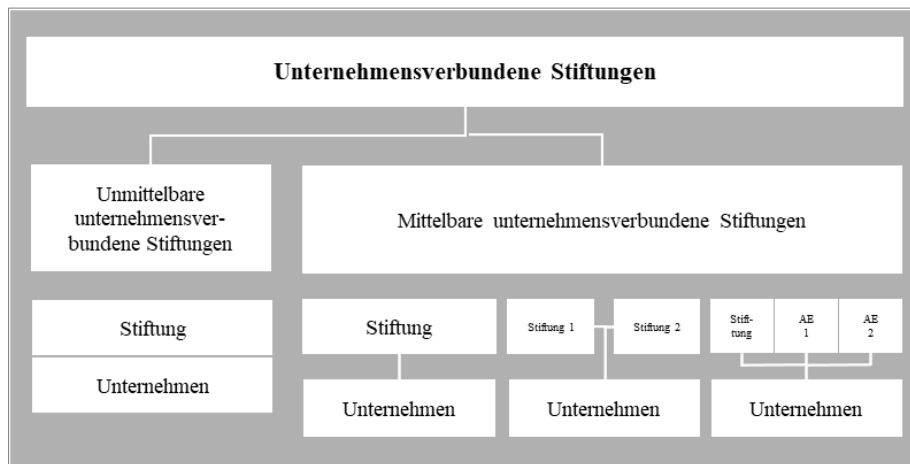 Unternehmensverbundene Stiftungen
Unmittelbare
unternehmensver-
bundene Stiftungen
Mittelbare unternehmensverbundene Stiftungen
Stiftung
Unternehmen
Stiftung
Unternehmen
Stiftung 1
Stiftung 2
Unternehmen
Stift-
tung
AE
1
AE
2
Unternehmen